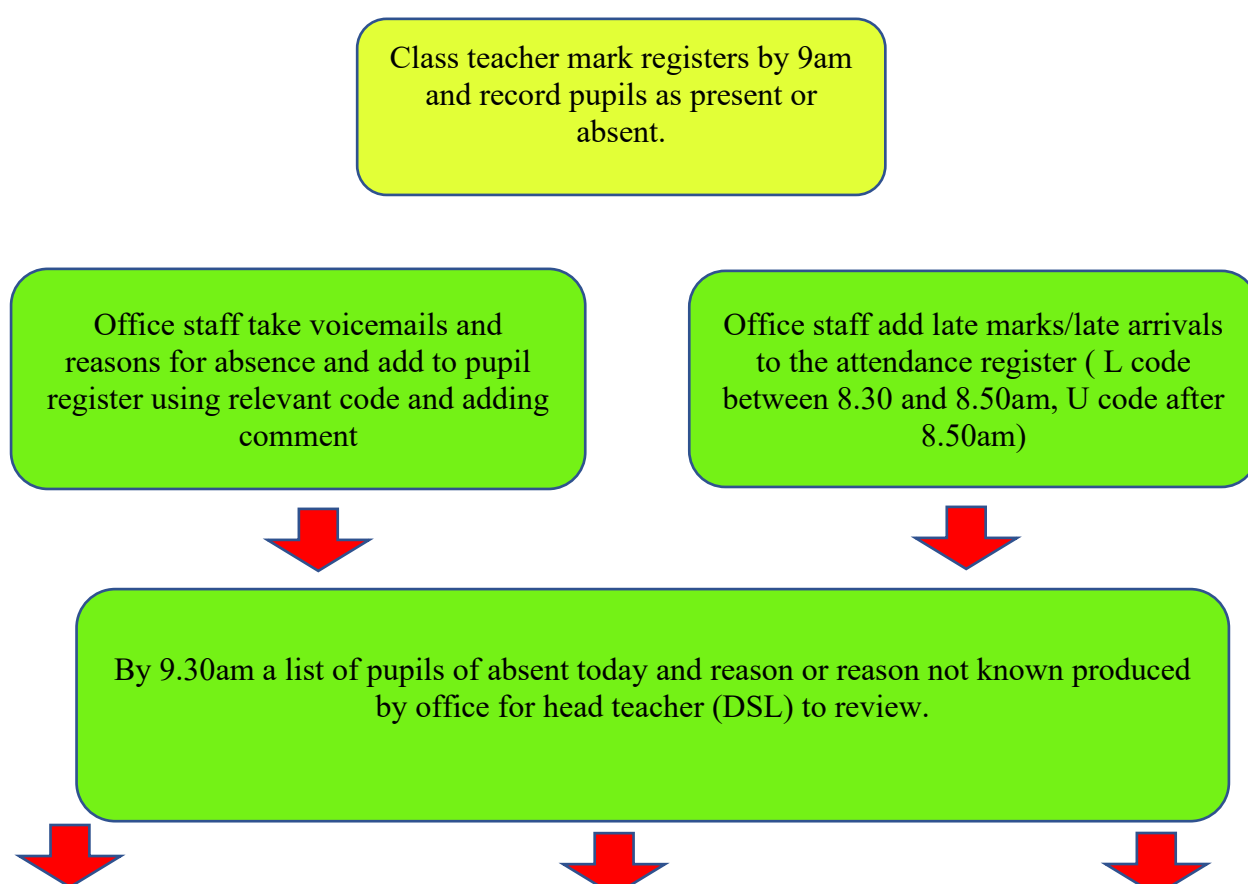 Class teacher mark registers by 9am
and record pupils as present or
absent.
Office staff take voicemails and
reasons for absence and add to pupil
register using relevant code and adding
comment
Office staff add late marks/late arrivals
to the attendance register ( L code
between 8.30 and 8.50am, U code after
8.50am)
By 9.30am a list of pupils of absent today and reason or reason not known produced
by office for head teacher (DSL) to review.